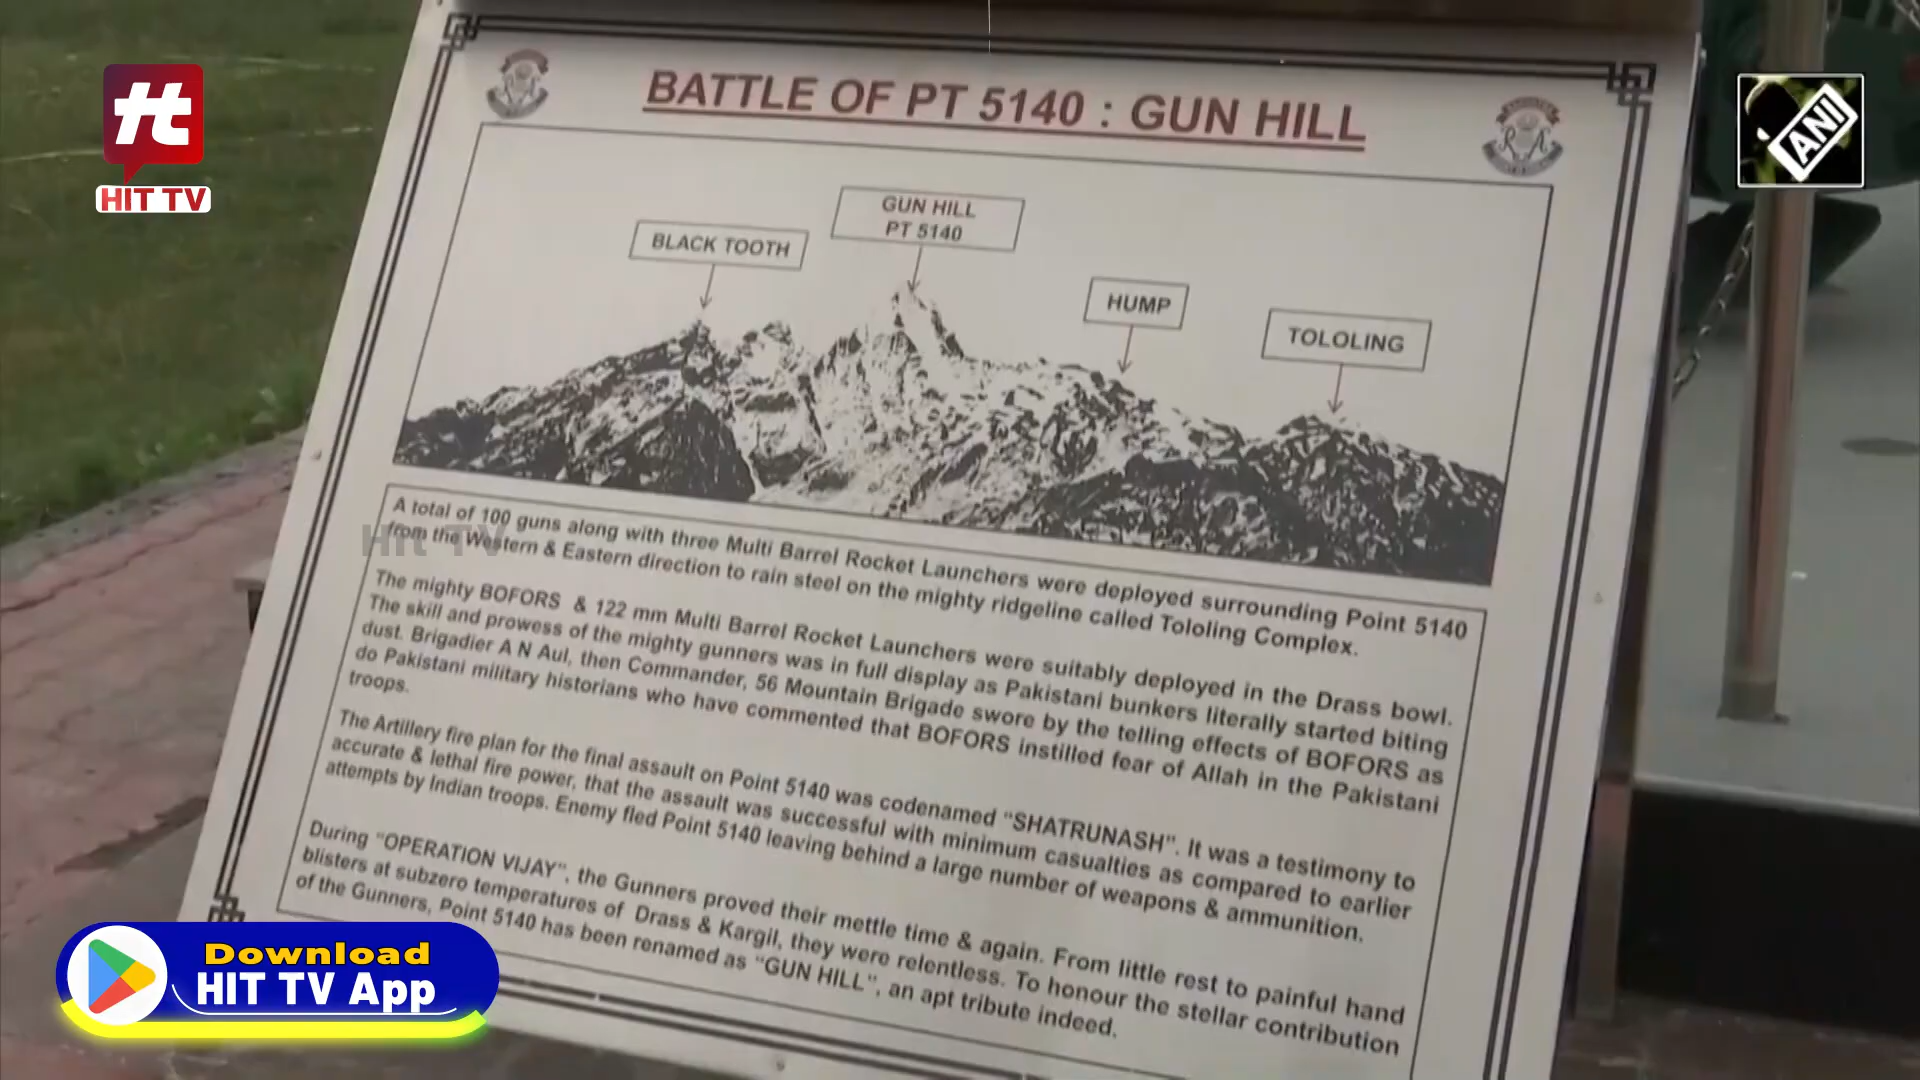 HIT TV
ANI
BATTLE OF PT 5140 : GUN HILL
BLACK TOOTH
GUN HILL
PT 5140
HUMP
TOLOLING
A total of 100 guns along with three Multi Barrel Rocket Launchers were deployed surrounding Point 5140
from the Western & Eastern direction to rain steel on the mighty ridgeline called Tololing Complex.
Hit TV
The mighty BOFORS & 122 mm Multi Barrel Rocket Launchers were suitably deployed in the Drass bowl.
The skill and prowess of the mighty gunners was in full display as Pakistani bunkers literally started biting
dust. Brigadier A N Aul, then Commander, 56 Mountain Brigade swore by the telling effects of BOFORS as
do Pakistani military historians who have commented that BOFORS instilled fear of Allah in the Pakistani
troops.
The Artillery fire plan for the final assault on Point 5140 was codenamed "SHATRUNASH". It was a testimony to
accurate & lethal fire power, that the assault was successful with minimum casualties as compared to earlier
attempts by Indian troops. Enemy fled Point 5140 leaving behind a large number of weapons & ammunition.
During "OPERATION VIJAY", the Gunners proved their mettle time & again. From little rest to painful hand
blisters at subzero temperatures of Drass & Kargil, they were relentless. To honour the stellar contribution
of the Gunners, Point 5140 has been renamed as "GUN HILL", an apt tribute indeed.
Download
HIT TV App